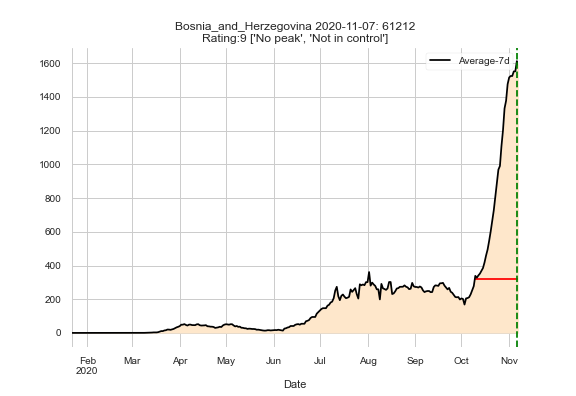 Bosnia_and_Herzegovina 2020-11-07: 61212
Rating:9 ['No peak', 'Not in control']
Average-7d
1600
1400
1200
1000
800
600
400
200
0
Feb Mar Apr May Jun Jul Aug Sep Oct Nov
2020
Date